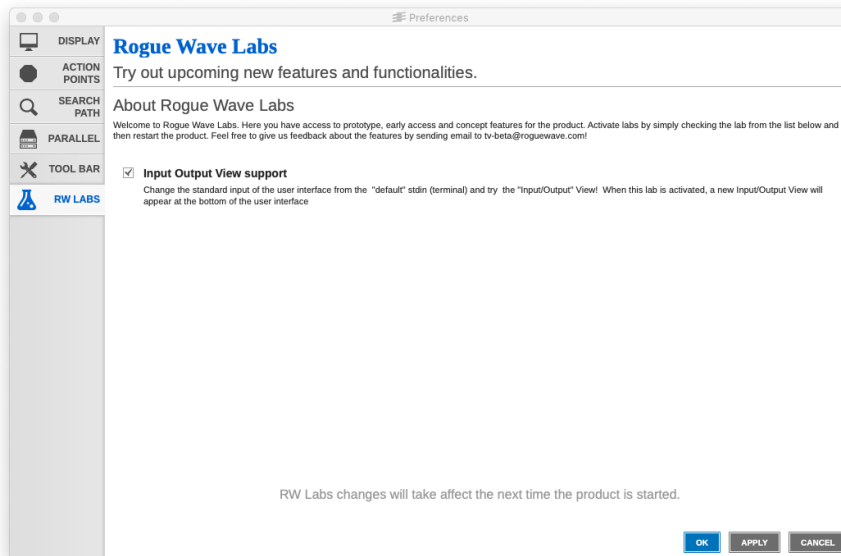 Preferences
DISPLAY
ACTION
POINTS
SEARCH
PATH
PARALLEL
TOOL BAR
RW LABS
Rogue Wave Labs
Try out upcoming new features and functionalities.
About Rogue Wave Labs
Welcome to Rogue Wave Labs. Here you have access to prototype, early access and concept features for the product. Activate labs by simply checking the lab from the list below and
then restart the product. Feel free to give us feedback about the features by sending email to tv-beta@roguewave.com!
Input Output View support
Change the standard input of the user interface from the "default" stdin (terminal) and try the "Input/Output" View! When this lab is activated, a new Input/Output View will
appear at the bottom of the user interface
RW Labs changes will take affect the next time the product is started.
OK APPLY CANCEL